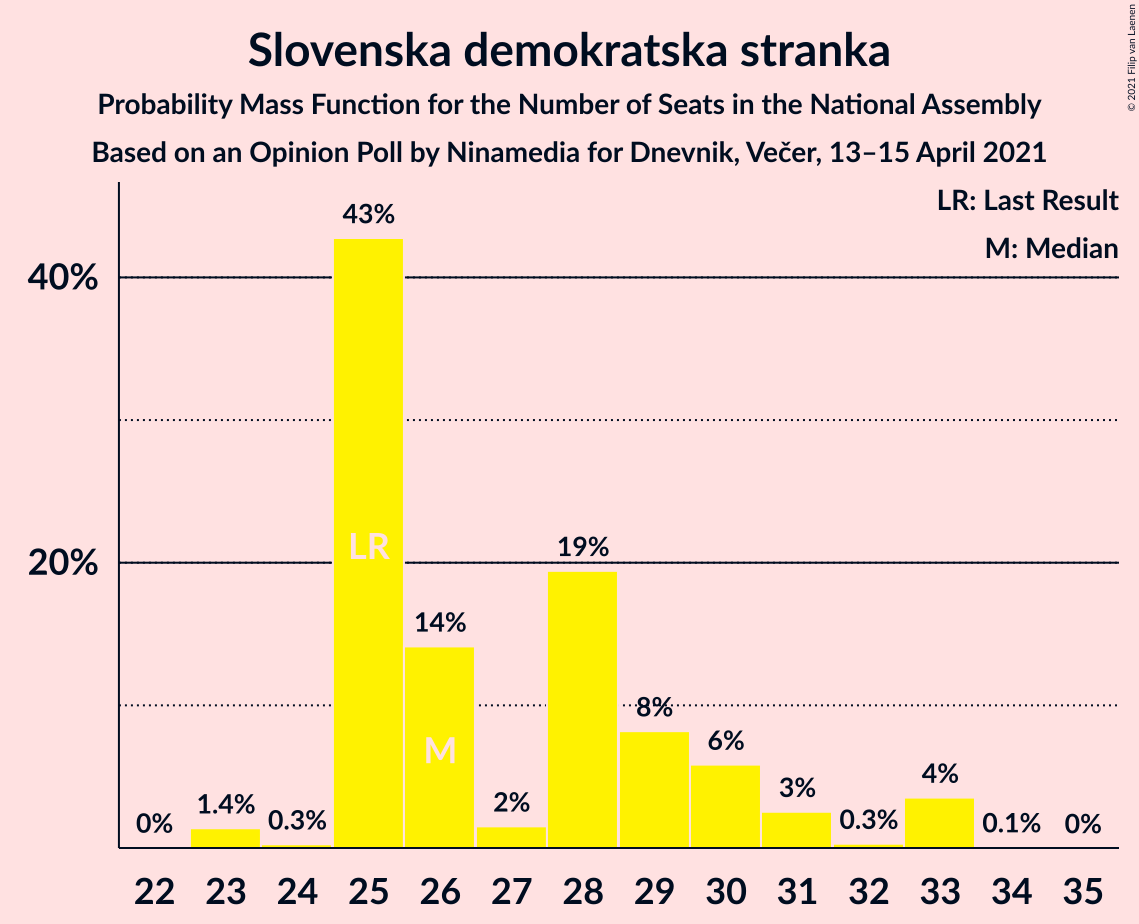 Slovenska demokratska stranka
Probability Mass Function for the Number of Seats in the National Assembly
Based on an Opinion Poll by Ninamedia for Dnevnik, Večer, 13–15 April 2021
© 2021 Filip van Laenen
LR: Last Result
M: Median
40%
20%
0%
1.4%
0.3%
43%
14%
2%
19%
8%
6%
3%
0.3%
4%
0.1%
0%
LR
M
22 23 24 25 26 27 28 29 30 31 32 33 34 35